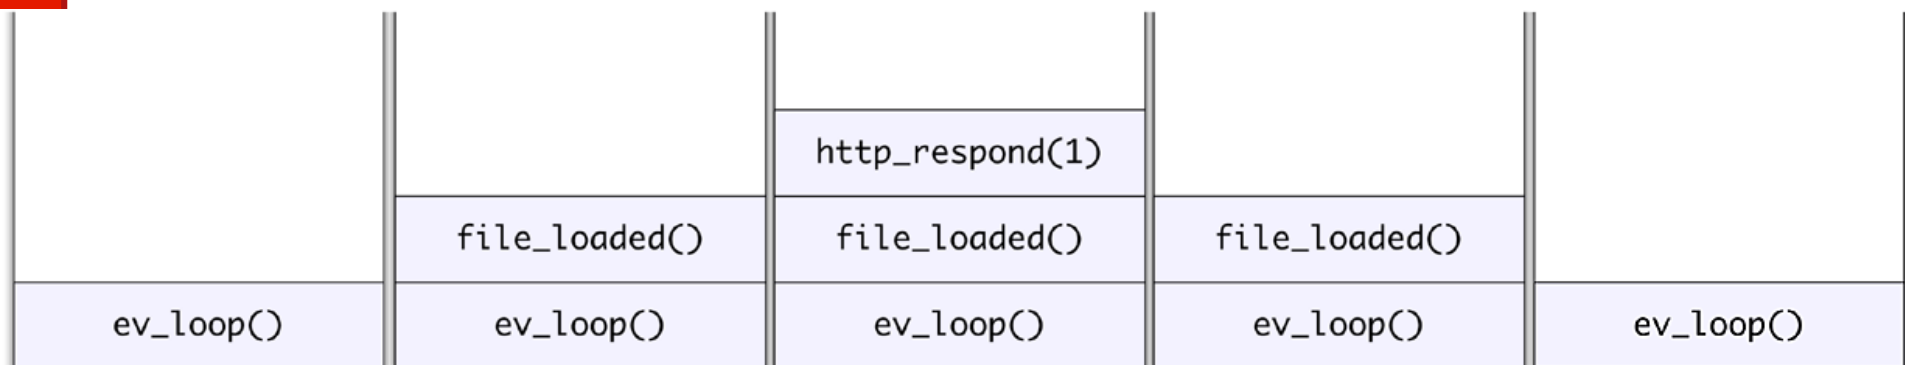 http_respond(1)
file_loaded() file_loaded() file_loaded()
ev_loop() ev_loop() ev_loop() ev_loop() ev_loop()